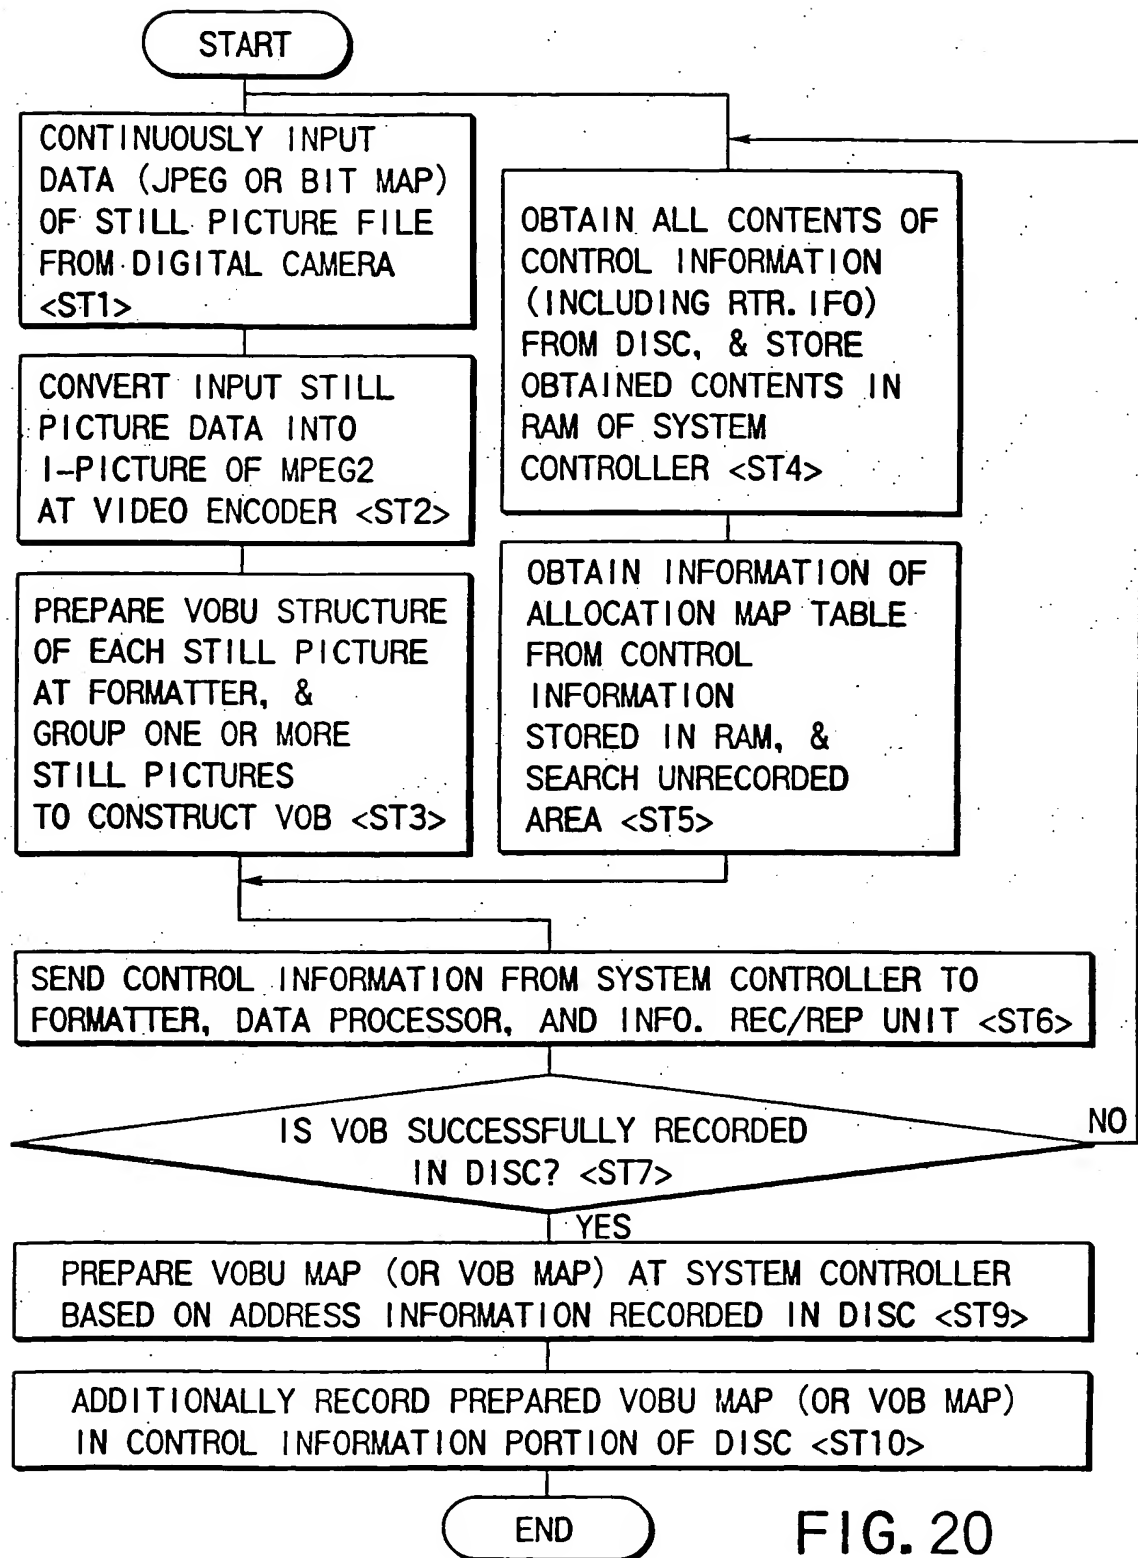 START
CONTINUOUSLY INPUT
DATA (JPEG OR BIT MAP)
OF STILL PICTURE FILE
FROM DIGITAL CAMERA
<ST1>
CONVERT INPUT STILL
PICTURE DATA INTO
I-PICTURE OF MPEG2
AT VIDEO ENCODER <ST2>
PREPARE VOBU STRUCTURE
OF EACH STILL PICTURE
AT FORMATTER, &
GROUP ONE OR MORE
STILL PICTURES
TO CONSTRUCT VOB <ST3>
OBTAIN ALL CONTENTS OF
CONTROL INFORMATION
(INCLUDING RTR. IFO)
FROM DISC, & STORE
OBTAINED CONTENTS IN
RAM OF SYSTEM
CONTROLLER <ST4>
OBTAIN INFORMATION OF
ALLOCATION MAP TABLE
FROM CONTROL
INFORMATION
STORED IN RAM, &
SEARCH UNRECORDED
AREA <ST5>
SEND CONTROL INFORMATION FROM SYSTEM CONTROLLER TO
FORMATTER, DATA PROCESSOR, AND INFO. REC/REP UNIT <ST6>
IS VOB SUCCESSFULLY RECORDED
IN DISC? <ST7>
NO
YES
PREPARE VOBU MAP (OR VOB MAP) AT SYSTEM CONTROLLER
BASED ON ADDRESS INFORMATION RECORDED IN DISC <ST9>
ADDITIONALLY RECORD PREPARED VOBU MAP (OR VOB MAP)
IN CONTROL INFORMATION PORTION OF DISC <ST10>
END
FIG. 20